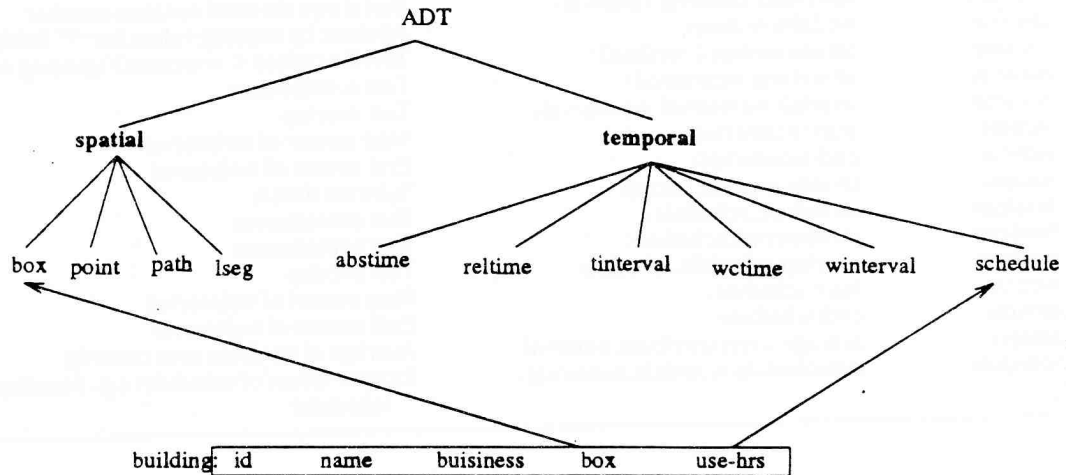 ADT
spatial temporal
box point path lseg abstime reltime tinterval wctime winterval schedule
building: id name buisiness box use-hrs